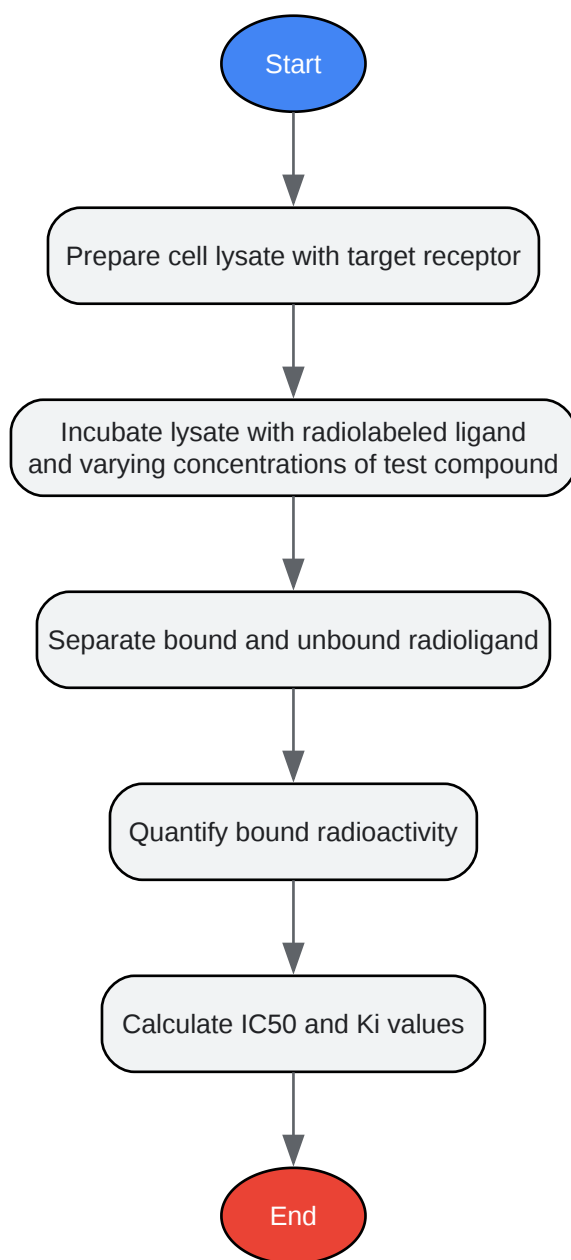 Start
Prepare cell lysate with target receptor
Incubate lysate with radiolabeled ligand
and varying concentrations of test compound
Separate bound and unbound radioligand
Quantify bound radioactivity
Calculate IC50 and Ki values
End